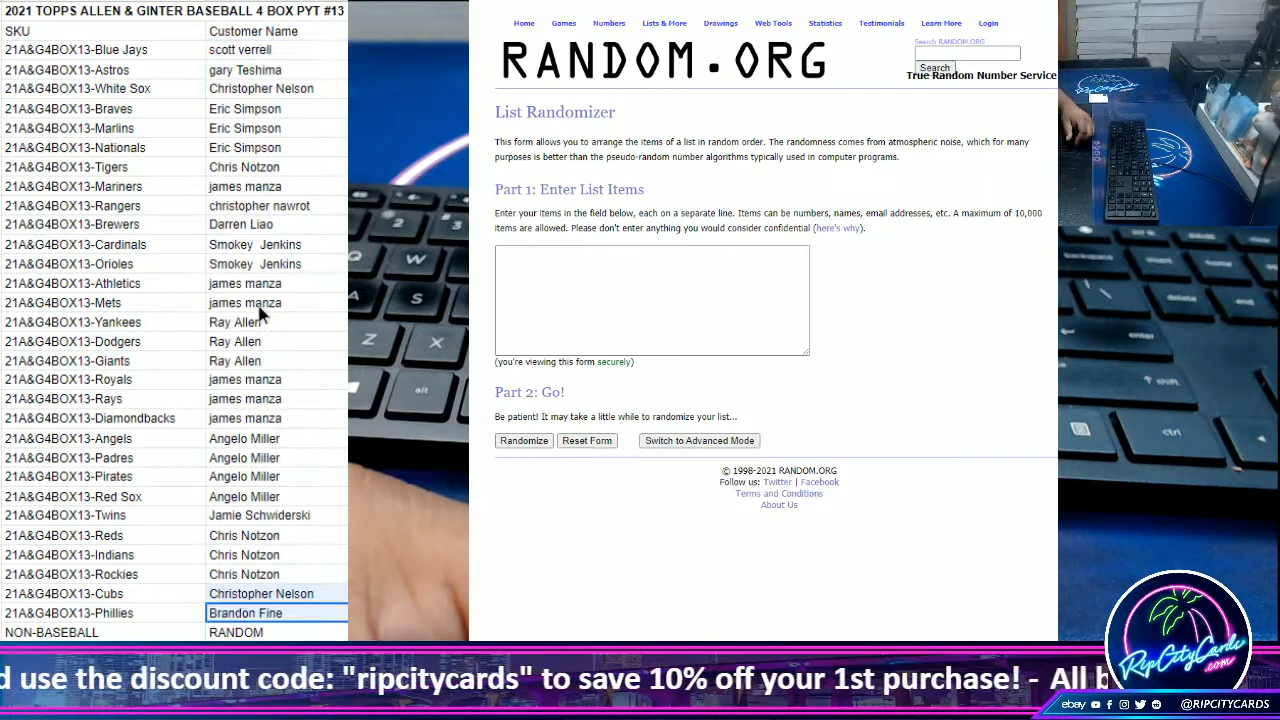 2021 TOPPS ALLEN & GINTER BASEBALL 4 BOX PYT #13
SKU Customer Name
21A&G4BOX13-Blue Jays scott verrell
21A&G4BOX13-Astros gary Teshima
21A&G4BOX13-White Sox Christopher Nelson
21A&G4BOX13-Braves Eric Simpson
21A&G4BOX13-Marlins Eric Simpson
21A&G4BOX13-Nationals Eric Simpson
21A&G4BOX13-Tigers Chris Notzon
21A&G4BOX13-Mariners james manza
21A&G4BOX13-Rangers christopher nawrot
21A&G4BOX13-Brewers Darren Liao
21A&G4BOX13-Cardinals Smokey Jenkins
21A&G4BOX13-Orioles Smokey Jenkins
21A&G4BOX13-Athletics james manza
21A&G4BOX13-Mets james manza
21A&G4BOX13-Yankees Ray Allen
21A&G4BOX13-Dodgers Ray Allen
21A&G4BOX13-Giants Ray Allen
21A&G4BOX13-Royals james manza
21A&G4BOX13-Rays james manza
21A&G4BOX13-Diamondbacks james manza
21A&G4BOX13-Angels Angelo Miller
21A&G4BOX13-Padres Angelo Miller
21A&G4BOX13-Pirates Angelo Miller
21A&G4BOX13-Red Sox Angelo Miller
21A&G4BOX13-Twins Jamie Schwiderski
21A&G4BOX13-Reds Chris Notzon
21A&G4BOX13-Indians Chris Notzon
21A&G4BOX13-Rockies Chris Notzon
21A&G4BOX13-Cubs Christopher Nelson
21A&G4BOX13-Phillies Brandon Fine
NON-BASEBALL RANDOM
2 3
Q W
A S
Z X
alt
Home Games Numbers Lists & More Drawings Web Tools Statistics Testimonials Learn More Login
RANDOM.ORG
Search RANDOM.ORG
Search
True Random Number Service
List Randomizer
This form allows you to arrange the items of a list in random order. The randomness comes from atmospheric noise, which for many
purposes is better than the pseudo-random number algorithms typically used in computer programs.
Part 1: Enter List Items
Enter your items in the field below, each on a separate line. Items can be numbers, names, email addresses, etc. A maximum of 10,000
items are allowed. Please don't enter anything you would consider confidential (here's why).
(you're viewing this form securely)
Part 2: Go!
Be patient! It may take a little while to randomize your list...
Randomize Reset Form Switch to Advanced Mode
© 1998-2021 RANDOM.ORG
Follow us: Twitter | Facebook
Terms and Conditions
About Us
shift
ctrl
d use the discount code: "ripcitycards" to save 10% off your 1st purchase! - All b
RipCityCards
.com
ebay @RIPCITYCARDS